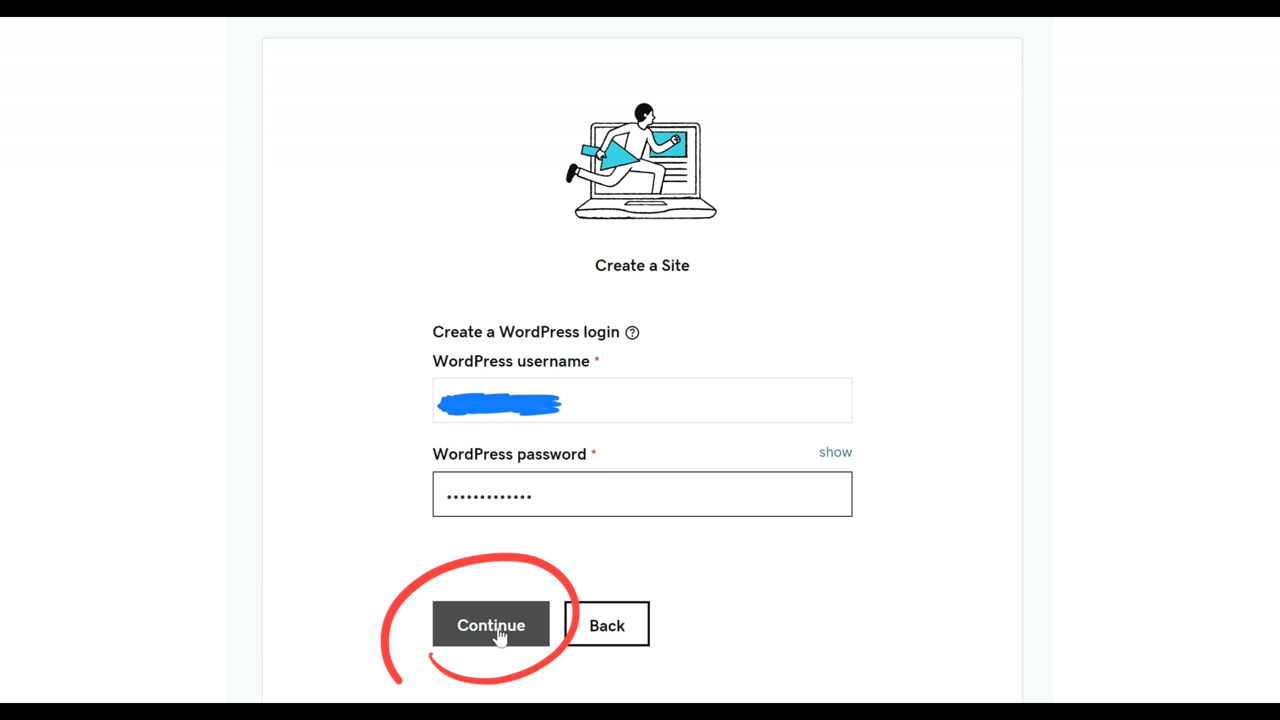 Create a Site
Create a WordPress login ?
WordPress username *
WordPress password * show
•••••••••••••
Continue Back